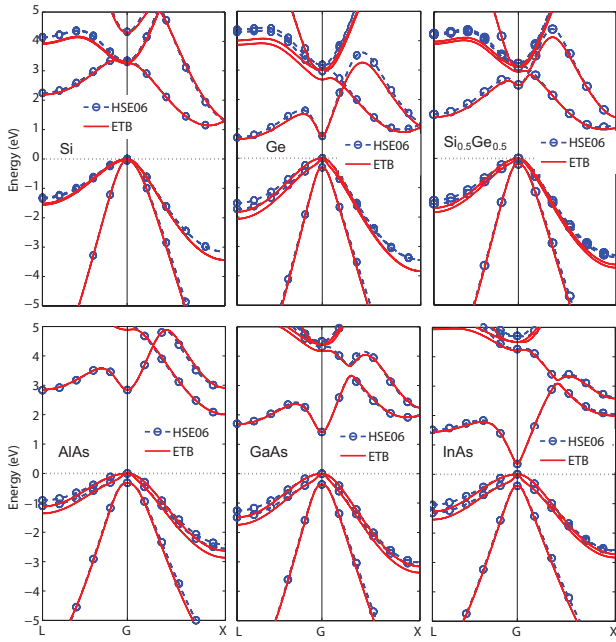 5
4
3
2
1
0
−1
−2
−3
−4
5
Energy (eV)
Si
HSE06
ETB
Ge
HSE06
ETB
Si0.5Ge0.5
HSE06
ETB
5
4
3
2
1
0
−1
−2
−3
−4
−5
Energy (eV)
AlAs
HSE06
ETB
GaAs
HSE06
ETB
InAs
HSE06
ETB
L G X
L G X
L G X